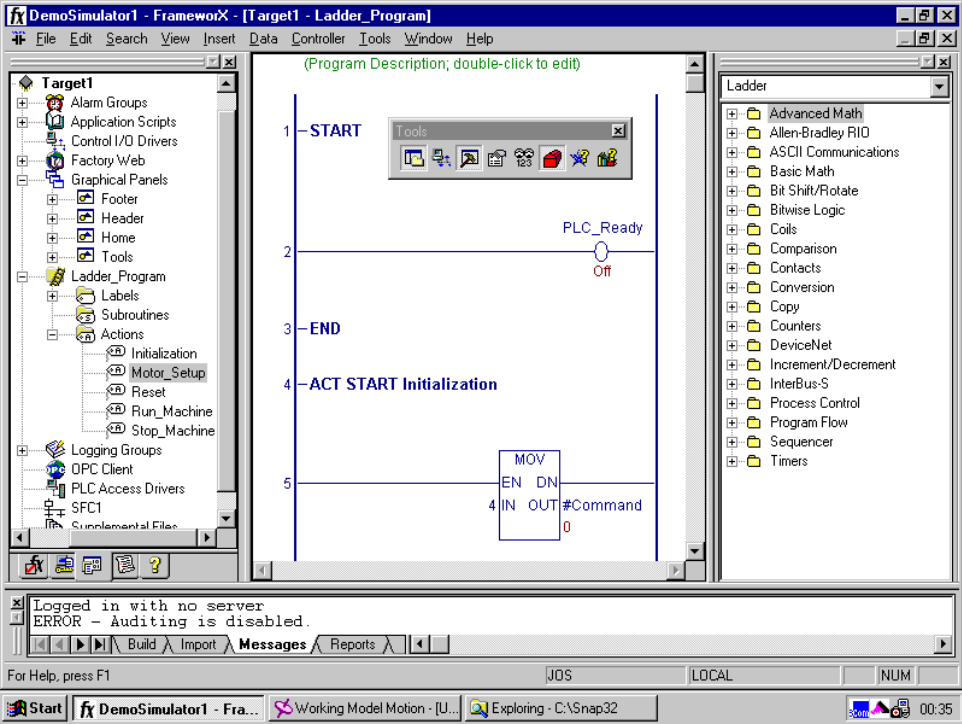 DemoSimulator1 - FrameworX - [Target1 - Ladder_Program]
File Edit Search View Insert Data Controller Tools Window Help
Target1
Alarm Groups
Application Scripts
Control I/O Drivers
Factory Web
Graphical Panels
Footer
Header
Home
Tools
Ladder_Program
Labels
Subroutines
Actions
Initialization
Motor_Setup
Reset
Run_Machine
Stop_Machine
Logging Groups
OPC Client
PLC Access Drivers
SFC1
Supplemental Files
(Program Description; double-click to edit)
1 START
Tools
123
PLC_Ready
2
Off
3 END
4 ACT START Initialization
MOV
5 EN DN
4 IN OUT #Command
0
Ladder
Advanced Math
Allen-Bradley RIO
ASCII Communications
Basic Math
Bit Shift/Rotate
Bitwise Logic
Coils
Comparison
Contacts
Conversion
Copy
Counters
DeviceNet
Increment/Decrement
InterBus-S
Process Control
Program Flow
Sequencer
Timers
Logged in with no server
ERROR - Auditing is disabled.
Build Import Messages Reports
For Help, press F1 JOS LOCAL NUM
Start DemoSimulator1 - Fra... Working Model Motion - [U... Exploring - C:\Snap32 3Com 00:35